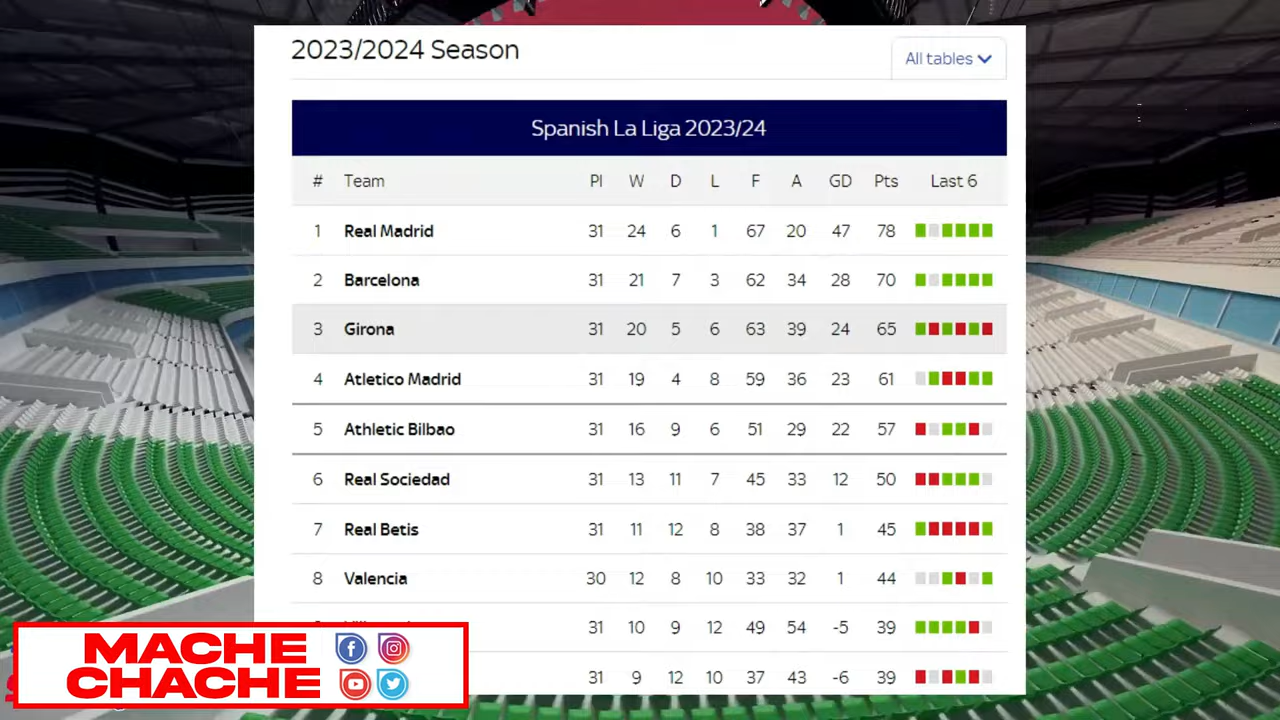 2023/2024 Season
All tables
Spanish La Liga 2023/24
# Team Pl W D L F A GD Pts Last 6
1 Real Madrid 31 24 6 1 67 20 47 78
2 Barcelona 31 21 7 3 62 34 28 70
3 Girona 31 20 5 6 63 39 24 65
4 Atletico Madrid 31 19 4 8 59 36 23 61
5 Athletic Bilbao 31 16 9 6 51 29 22 57
6 Real Sociedad 31 13 11 7 45 33 12 50
7 Real Betis 31 11 12 8 38 37 1 45
8 Valencia 30 12 8 10 33 32 1 44
31 10 9 12 49 54 -5 39
31 9 12 10 37 43 -6 39
MACHE
CHACHE